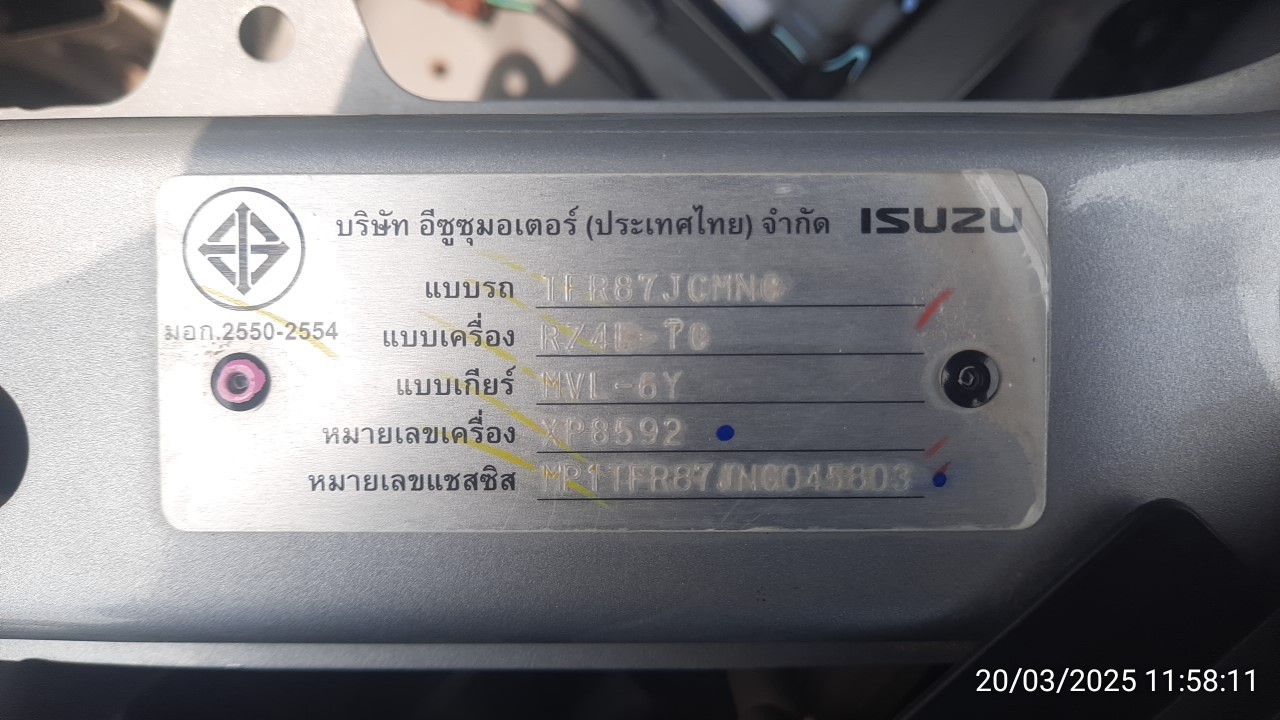 บริษัท อีซูซุมอเตอร์ (ประเทศไทย) จำกัด ISUZU
มอก.2550-2554
แบบรถ TFR87JCMNC
แบบเครื่อง RZ4E-TC
แบบเกียร์ MVL-6Y
หมายเลขเครื่อง XP8592
หมายเลขแชสซิส MP1TFR87JNG045803
20/03/2025 11:58:11